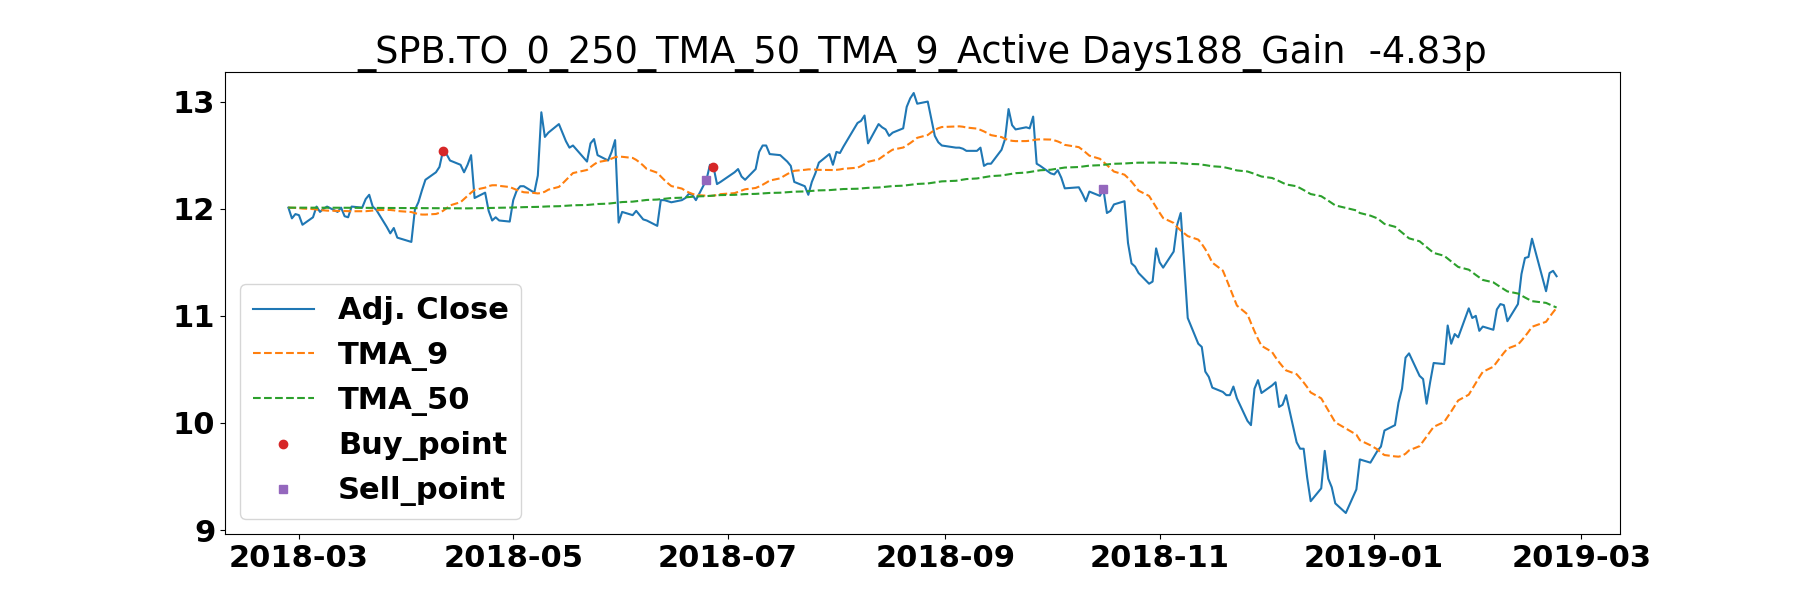 _SPB.TO_0_250_TMA_50_TMA_9_Active Days188_Gain  -4.83p
13
12
11
10
9
Adj. Close
TMA_9
TMA_50
Buy_point
Sell_point
2018-03 2018-05 2018-07 2018-09 2018-11 2019-01 2019-03